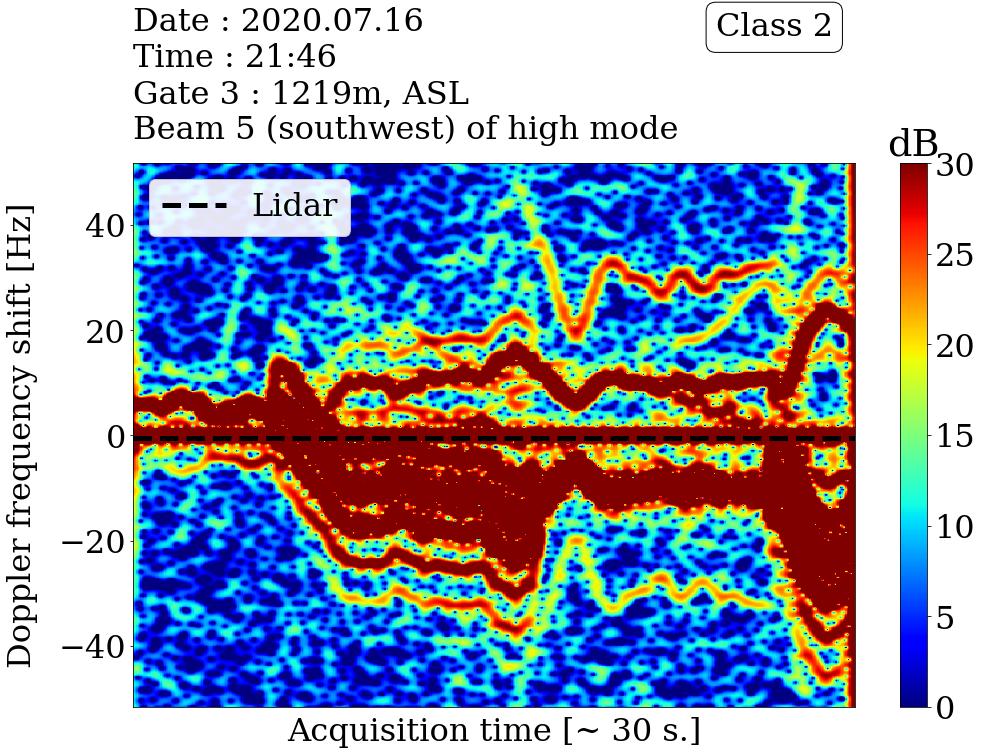 Date : 2020.07.16
Class 2
Time : 21:46
Gate 3 : 1219m, ASL
Beam 5 (southwest) of high mode
dB
Lidar
Doppler frequency shift [Hz]
40
20
0
−20
−40
30
25
20
15
10
5
0
Acquisition time [~ 30 s.]